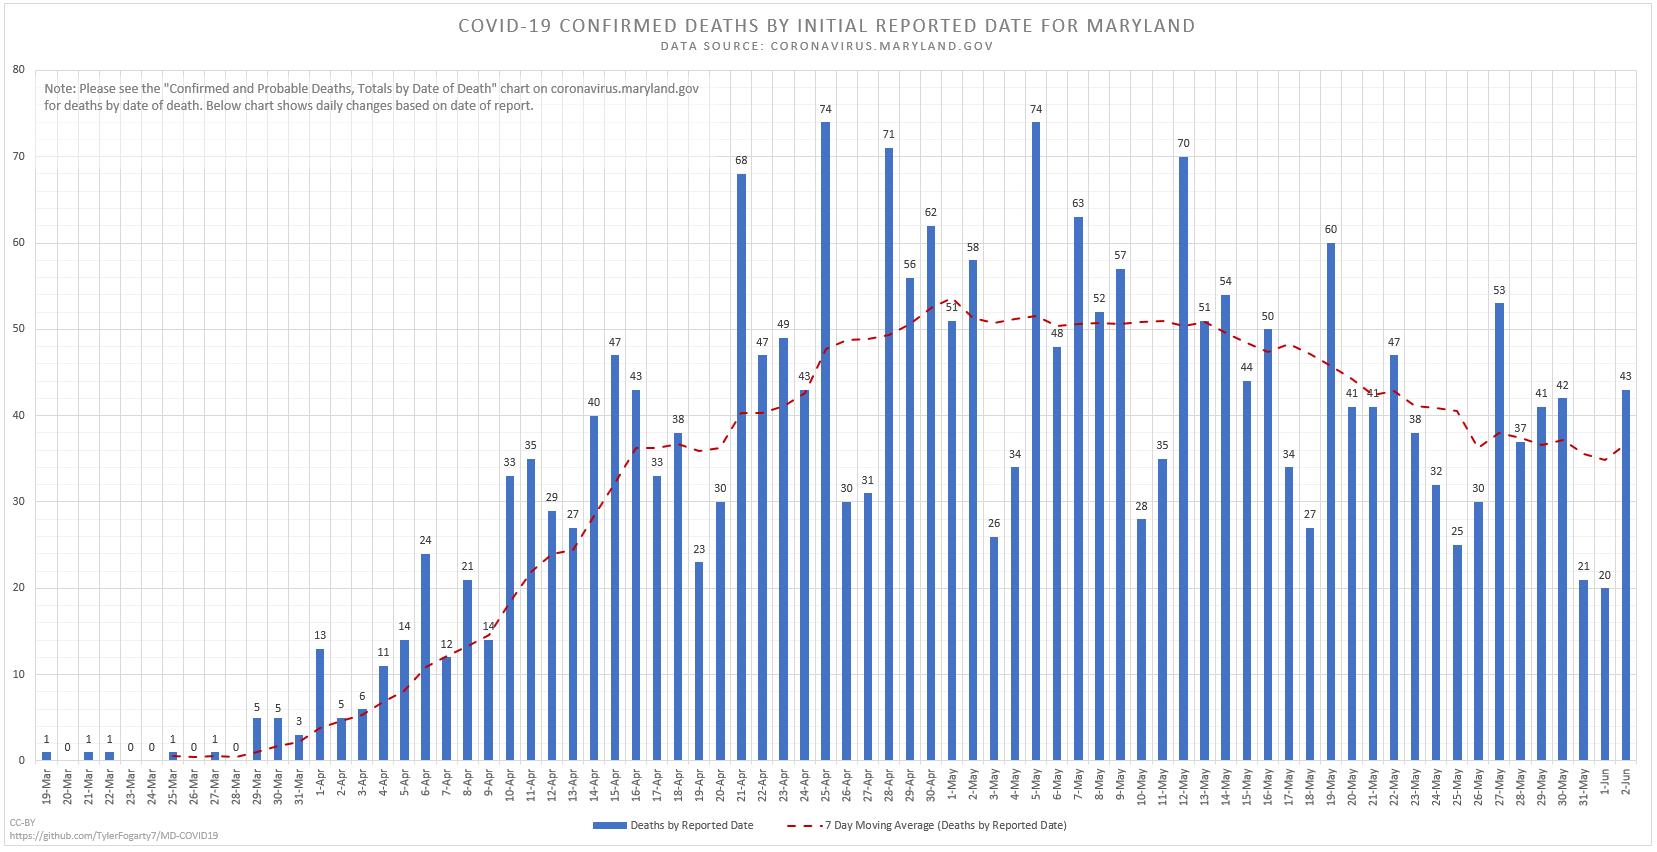 COVID-19 CONFIRMED DEATHS BY INITIAL REPORTED DATE FOR MARYLAND
DATA SOURCE: CORONAVIRUS.MARYLAND.GOV
Note: Please see the "Confirmed and Probable Deaths, Totals by Date of Death" chart on coronavirus.maryland.gov
for deaths by date of death. Below chart shows daily changes based on date of report.
80
70
60
50
40
30
20
10
0
1 0 1 1 0 0 1 0 1 0 5 5 3 13 5 6 11 14 24 12 21 14 33 35 29 27 40 47 43 33 38 23 30 68 47 49 43 74 30 31 71 56 62 51 58 26 34 74 48 63 52 57 28 35 70 51 54 44 50 34 27 60 41 41 47 38 32 25 30 53 37 41 42 21 20 43
19-Mar 20-Mar 21-Mar 22-Mar 23-Mar 24-Mar 25-Mar 26-Mar 27-Mar 28-Mar 29-Mar 30-Mar 31-Mar 1-Apr 2-Apr 3-Apr 4-Apr 5-Apr 6-Apr 7-Apr 8-Apr 9-Apr 10-Apr 11-Apr 12-Apr 13-Apr 14-Apr 15-Apr 16-Apr 17-Apr 18-Apr 19-Apr 20-Apr 21-Apr 22-Apr 23-Apr 24-Apr 25-Apr 26-Apr 27-Apr 28-Apr 29-Apr 30-Apr 1-May 2-May 3-May 4-May 5-May 6-May 7-May 8-May 9-May 10-May 11-May 12-May 13-May 14-May 15-May 16-May 17-May 18-May 19-May 20-May 21-May 22-May 23-May 24-May 25-May 26-May 27-May 28-May 29-May 30-May 31-May 1-Jun 2-Jun
CC-BY
https://github.com/TylerFogarty7/MD-COVID19
Deaths by Reported Date
7 Day Moving Average (Deaths by Reported Date)